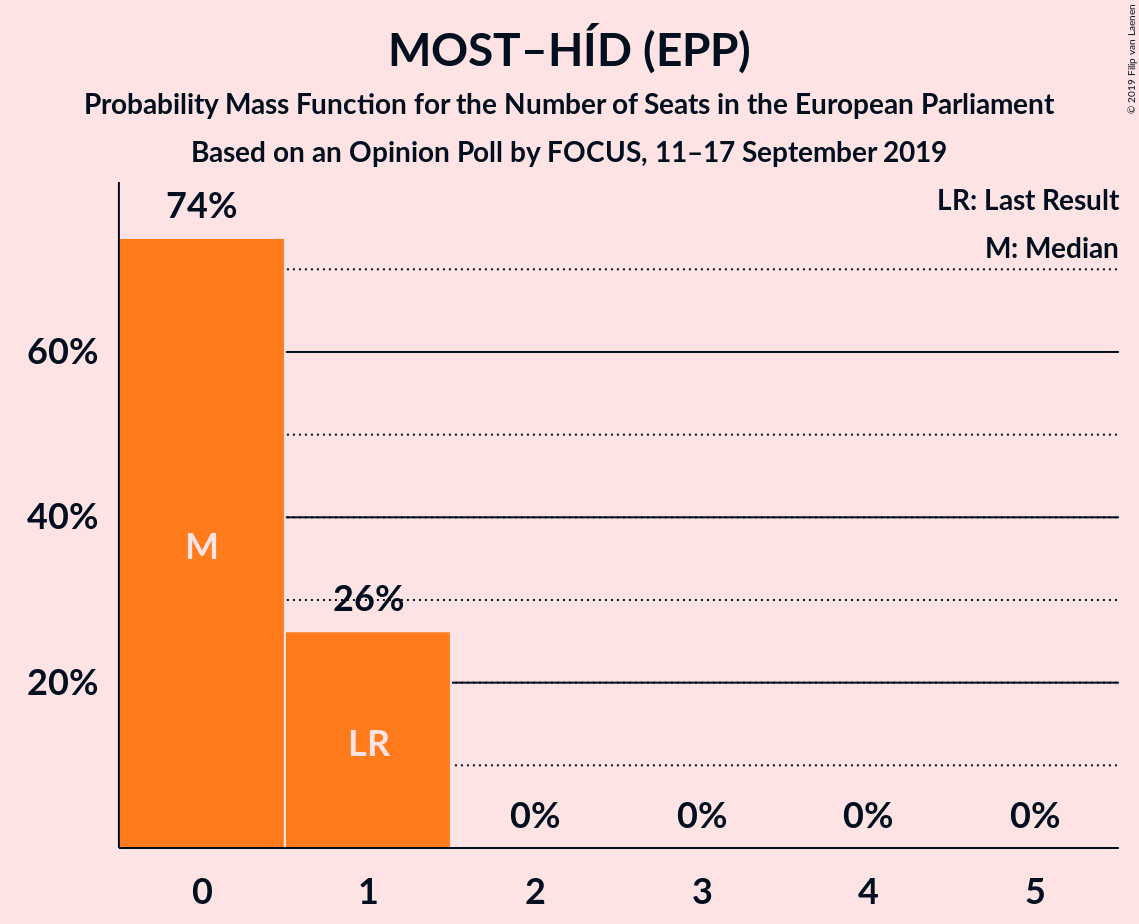 MOST–HÍD (EPP)
Probability Mass Function for the Number of Seats in the European Parliament
Based on an Opinion Poll by FOCUS, 11–17 September 2019
© 2019 Filip van Laenen
LR: Last Result
M: Median
74%
60%
40%
20%
M
26%
LR
0% 0% 0% 0%
0 1 2 3 4 5